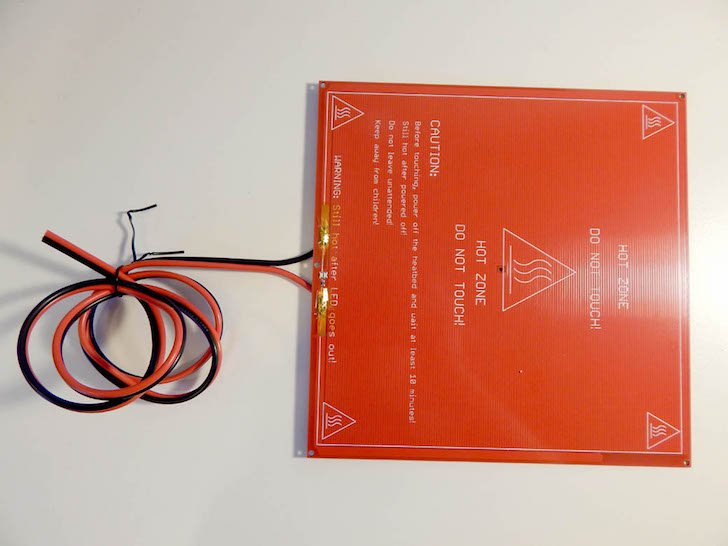 HOT ZONE
DO NOT TOUCH!
HOT ZONE
DO NOT TOUCH!
CAUTION:
Before touching, power off the heatbed and wait at least 10 minutes!
Still hot after powered off!
Do not leave unattended!
Keep away from children!
WARNING: Still hot after LED goes out!